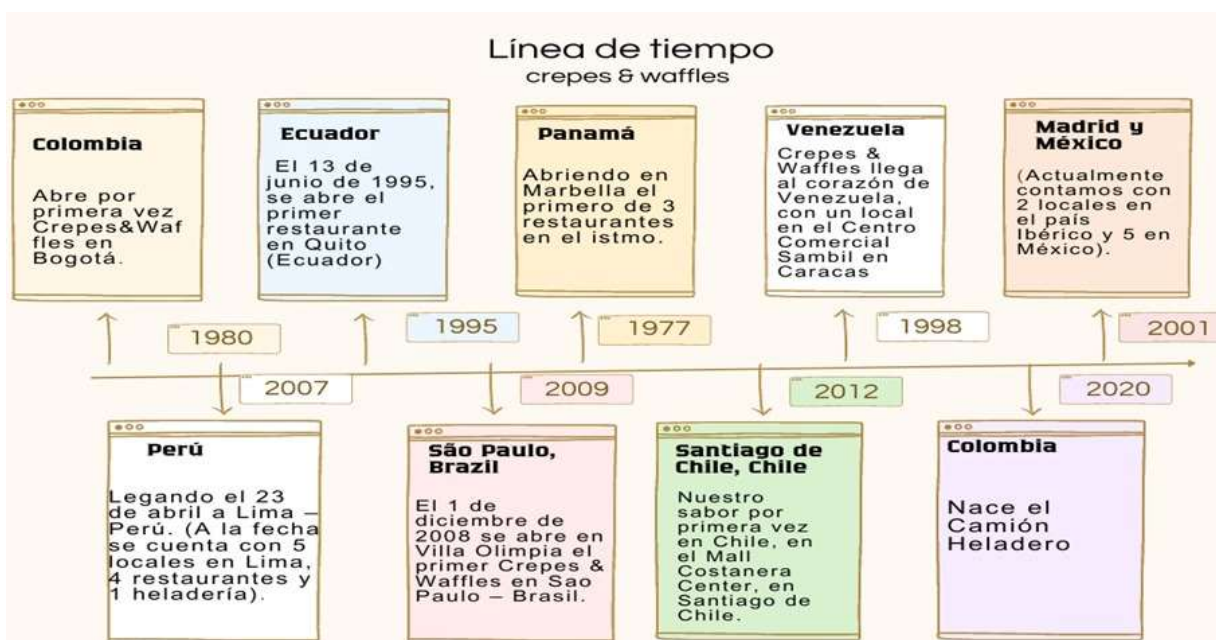 Línea de tiempo
crepes & waffles
Colombia
Abre por
primera vez
Crepes&Waf
fles en
Bogotá.
Ecuador
El 13 de
junio de 1995,
se abre el
primer
restaurante
en Quito
(Ecuador)
Panamá
Abriendo en
Marbella el
primero de 3
restaurantes
en el istmo.
Venezuela
Crepes &
Waffles llega
al corazón de
Venezuela,
con un local
en el Centro
Comercial
Sambil en
Caracas
Madrid y
México
(Actualmente
contamos con
2 locales en
el país
Ibérico y 5 en
México).
1980
1995
1977
1998
2001
2007
2009
2012
2020
Perú
Legando el 23
de abril a Lima –
Perú. (A la fecha
se cuenta con 5
locales en Lima,
4 restaurantes y
1 heladería).
São Paulo,
Brazil
El 1 de
diciembre de
2008 se abre en
Villa Olimpia el
primer Crepes &
Waffles en Sao
Paulo – Brasil.
Santiago de
Chile, Chile
Nuestro
sabor por
primera vez
en Chile, en
el Mall
Costanera
Center, en
Santiago de
Chile.
Colombia
Nace el
Camión
Heladero